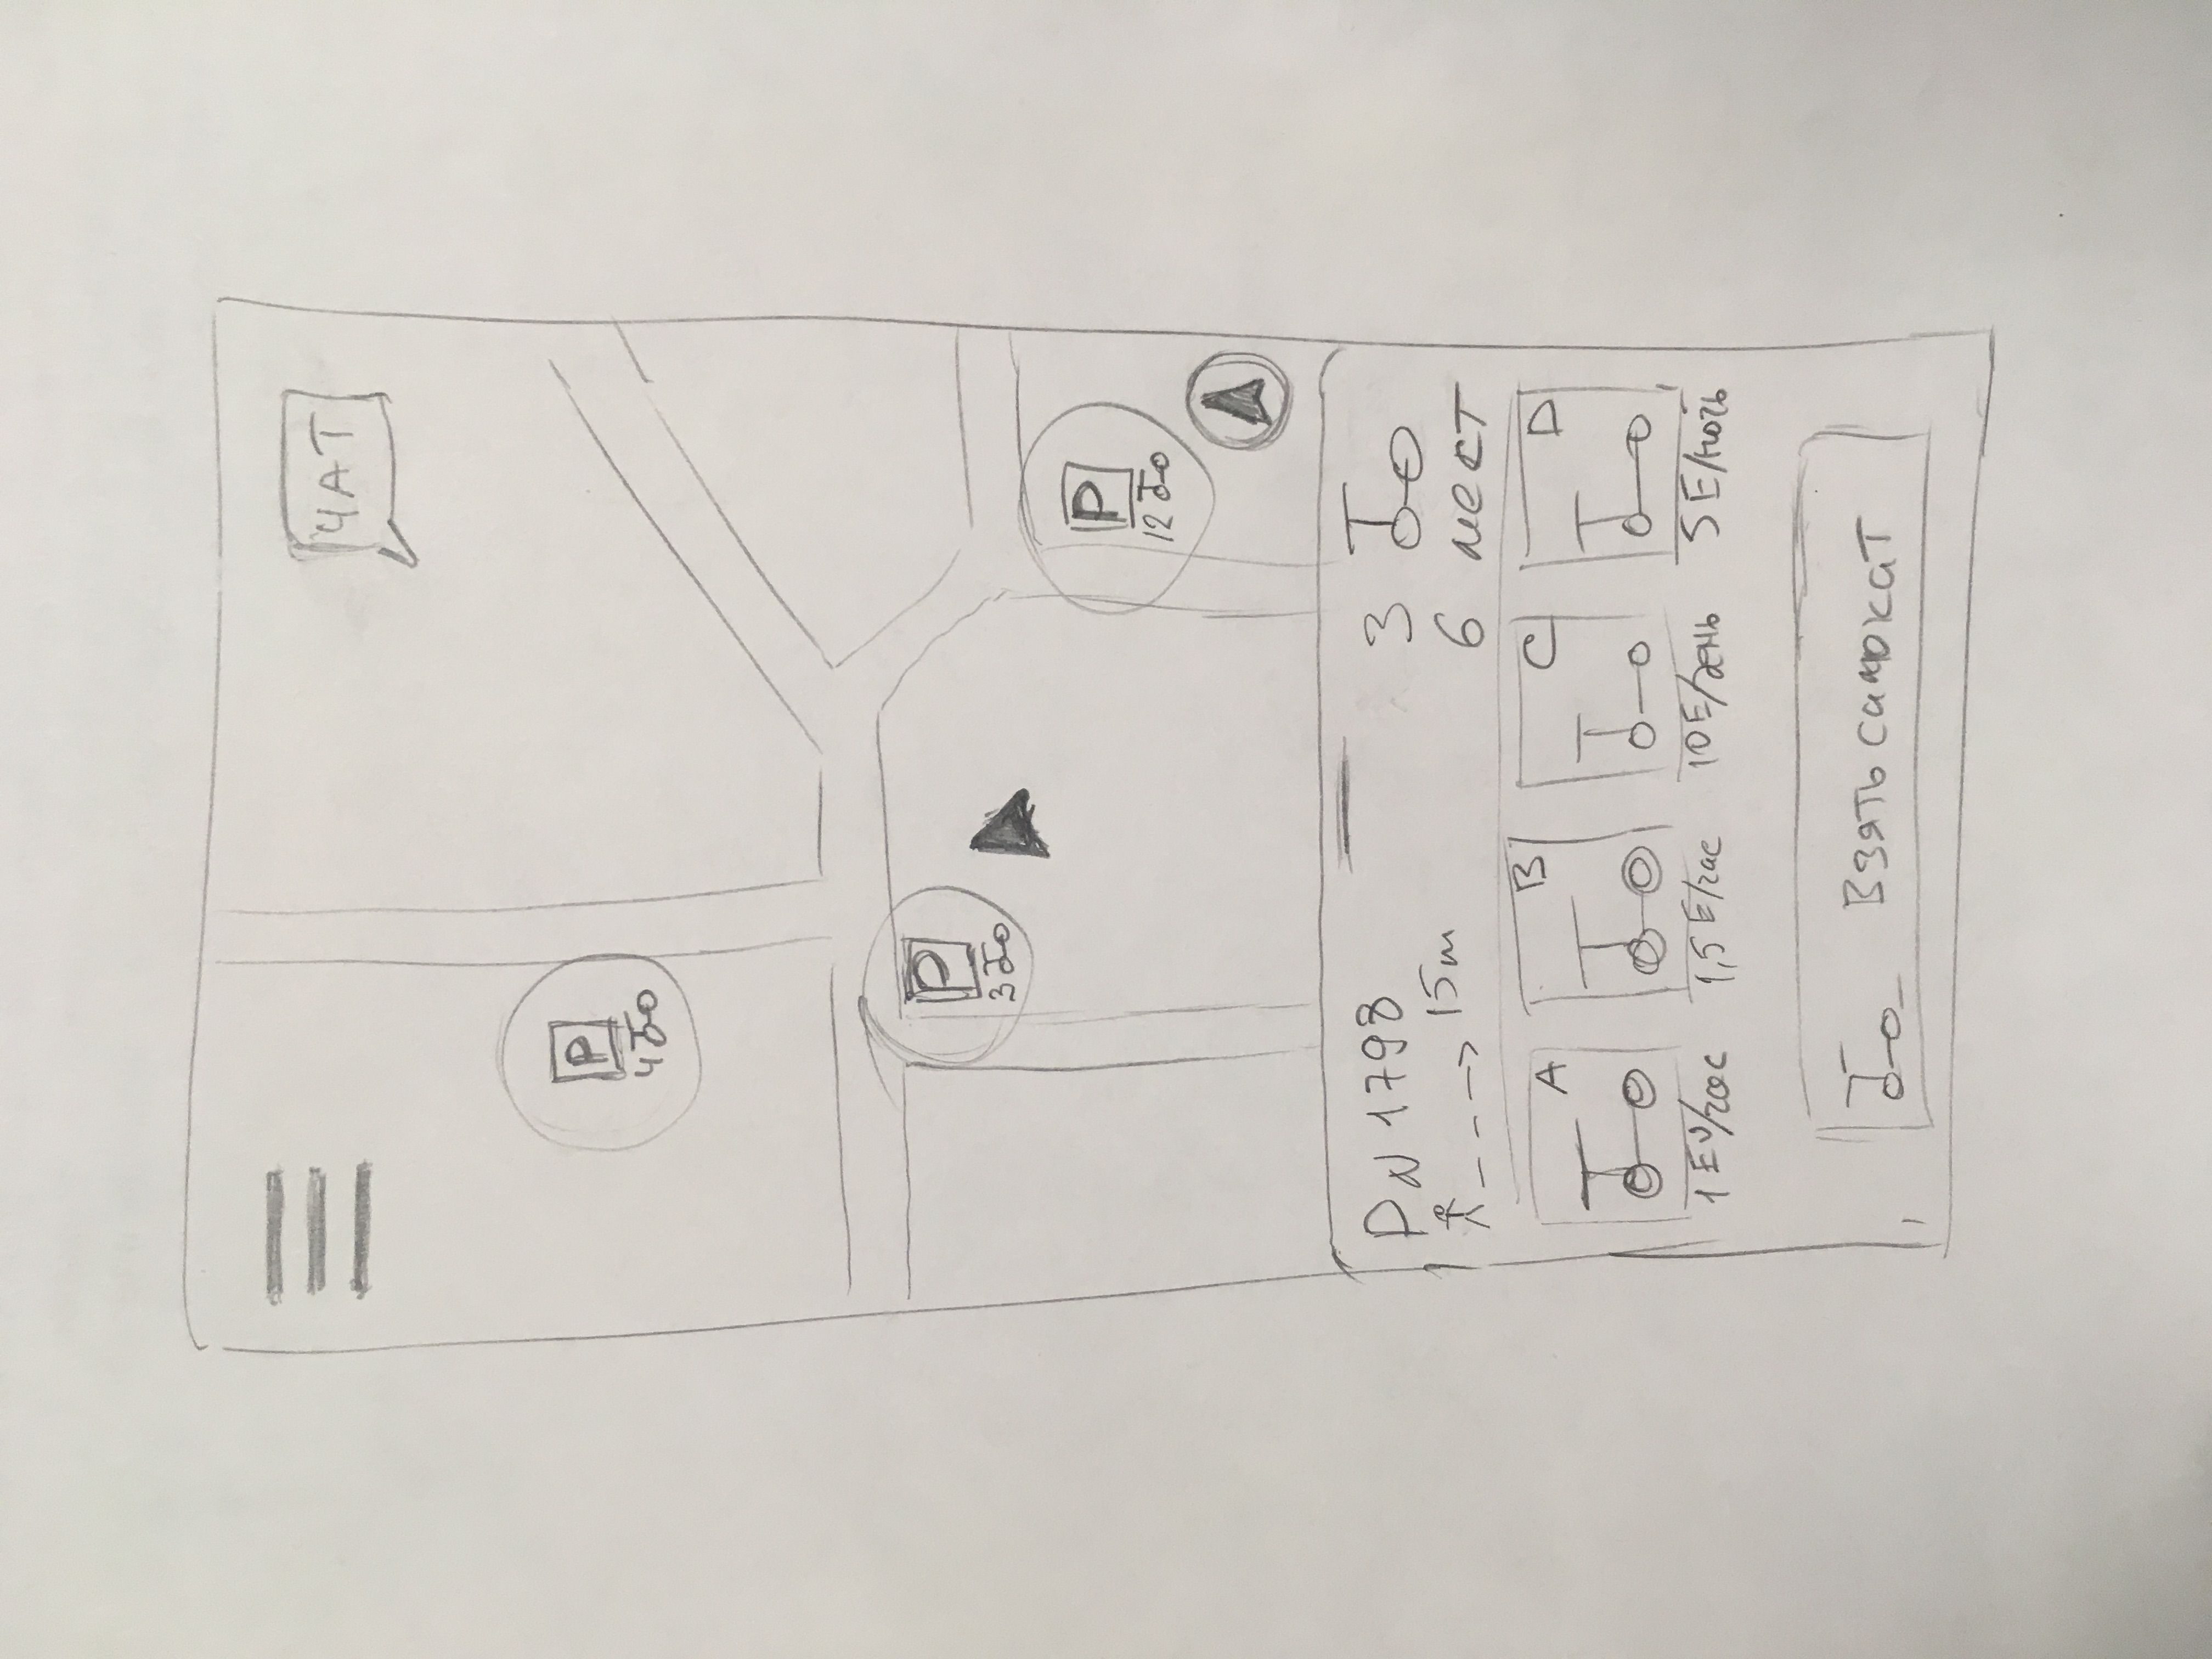 ЧАТ
P
4
P
3
P
12
P N 1798
3
15m
6 мест
A
B
C
D
1 EU/час
1,5 E/час
10 E/день
5 E/ночь
Взять самокат